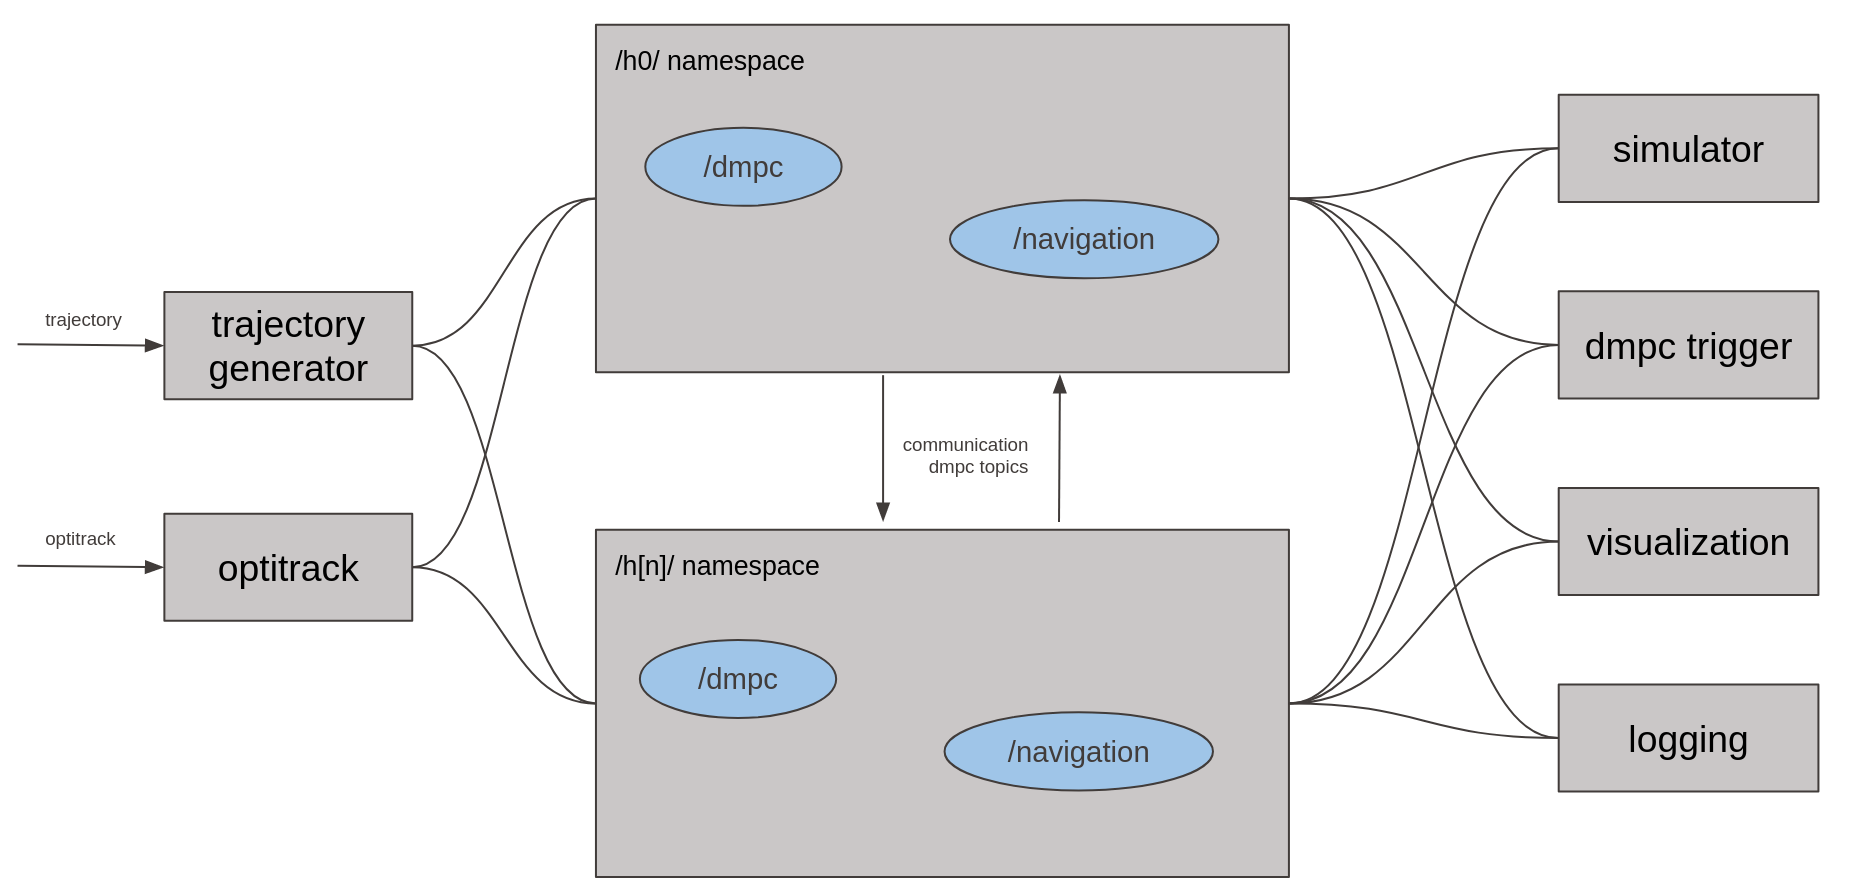 /h0/ namespace
/dmpc
/navigation
simulator
trajectory
trajectory
generator
dmpc trigger
communication
dmpc topics
optitrack
optitrack
/h[n]/ namespace
/dmpc
/navigation
visualization
logging